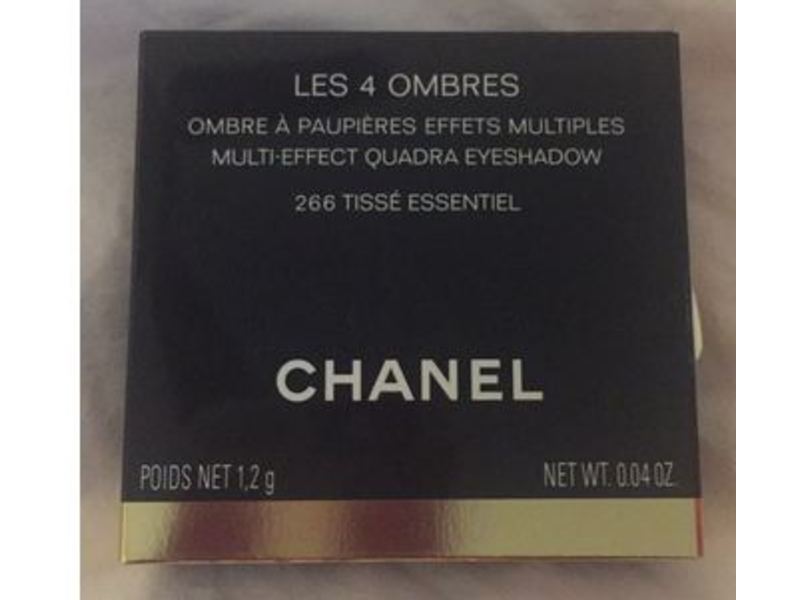 LES 4 OMBRES
OMBRE À PAUPIÈRES EFFETS MULTIPLES
MULTI-EFFECT QUADRA EYESHADOW
266 TISSÉ ESSENTIEL
CHANEL
POIDS NET 1,2 g NET WT. 0.04 OZ.